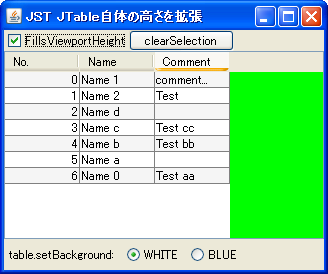 JST JTable自体の高さを拡張
FillsViewportHeight clearSelection
No. Name Comment
0 Name 1 comment...
1 Name 2 Test
2 Name d
3 Name c Test cc
4 Name b Test bb
5 Name a
6 Name 0 Test aa
table.setBackground: WHITE BLUE